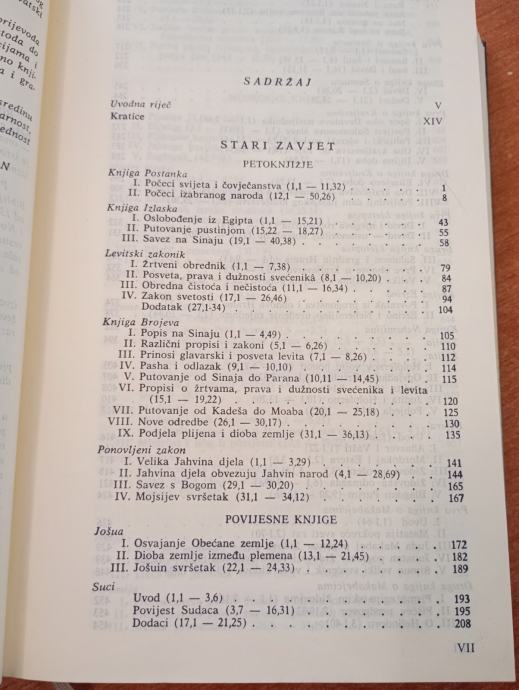 rijevoda
toda do
cijama i
no knji-
a i gra-
sredinu
arnost,
ednost
N
SADRŽAJ
Uvodna riječ V
Kratice XIV
STARI ZAVJET
PETOKNJIŽJE
Knjiga Postanka
I. Počeci svijeta i čovječanstva (1,1 — 11,32) . . . . 1
II. Počeci izabranog naroda (12,1 — 50,26) . . . . 8
Knjiga Izlaska
I. Oslobođenje iz Egipta (1,1 — 15,21) . . . . 43
II. Putovanje pustinjom (15,22 — 18,27) . . . . 55
III. Savez na Sinaju (19,1 — 40,38) . . . . 58
Levitski zakonik
I. Žrtveni obrednik (1,1 — 7,38) . . . . 79
II. Posveta, prava i dužnosti svećenikâ (8,1 — 10,20) . . 84
III. Obredna čistoća i nečistoća (11,1 — 16,34) . . . . 87
IV. Zakon svetosti (17,1 — 26,46) . . . . 94
Dodatak (27,1-34) . . . . 104
Knjiga Brojeva
I. Popis na Sinaju (1,1 — 4,49) . . . . 105
II. Različni propisi i zakoni (5,1 — 6,26) . . . . 110
III. Prinosi glavarski i posveta levita (7,1 — 8,26) . . . . 112
IV. Pasha i odlazak (9,1 — 10,10) . . . . 114
V. Putovanje od Sinaja do Parana (10,11 — 14,45) . . . . 115
VI. Propisi o žrtvama, prava i dužnosti svećenika i levita
(15,1 — 19,22) . . . . 120
VII. Putovanje od Kadeša do Moaba (20,1 — 25,18) . . . . 125
VIII. Nove odredbe (26,1 — 30,17) . . . . 130
IX. Podjela plijena i dioba zemlje (31,1 — 36,13) . . . . 135
Ponovljeni zakon
I. Velika Jahvina djela (1,1 — 3,29) . . . . 141
II. Jahvina djela obvezuju Jahvin narod (4,1 — 28,69) . . 144
III. Savez s Bogom (29,1 — 30,20) . . . . 165
IV. Mojsijev svršetak (31,1 — 34,12) . . . . 167
POVIJESNE KNJIGE
Jošua
I. Osvajanje Obećane zemlje (1,1 — 12,24) . . . . 172
II. Dioba zemlje između plemena (13,1 — 21,45) . . . . 182
III. Jošuin svršetak (22,1 — 24,33) . . . . 189
Suci
Uvod (1,1 — 3,6) . . . . 193
Povijest Sudaca (3,7 — 16,31) . . . . 195
Dodaci (17,1 — 21,25) . . . . 208
VII